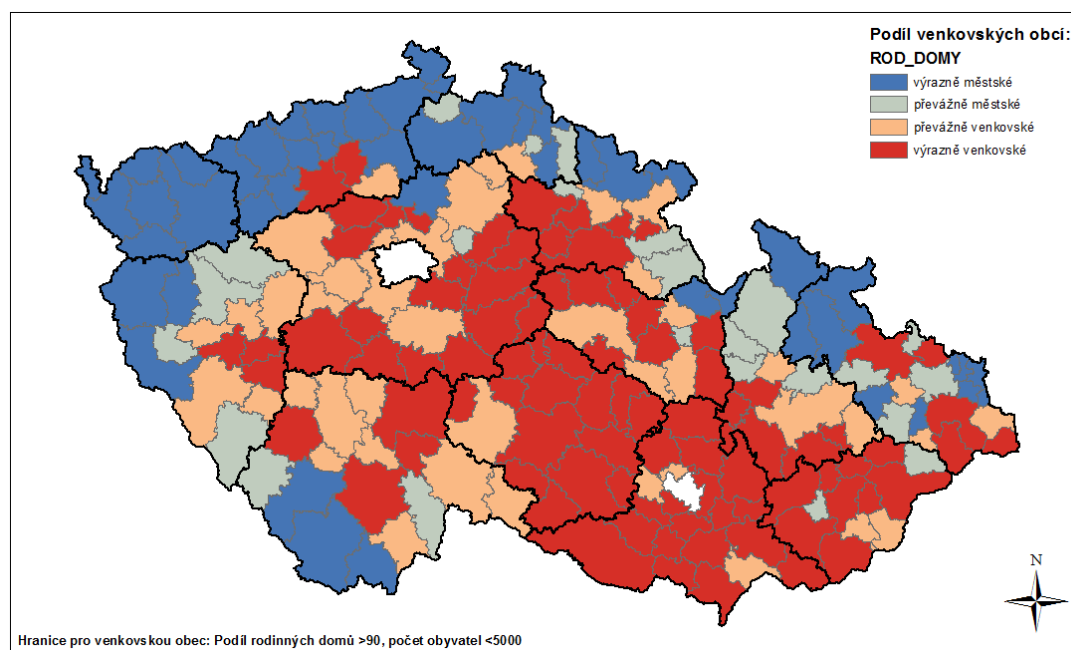 Podíl venkovských obcí:
ROD_DOMY
výrazně městské
převážně městské
převážně venkovské
výrazně venkovské
N
Hranice pro venkovskou obec: Podíl rodinných domů >90, počet obyvatel <5000